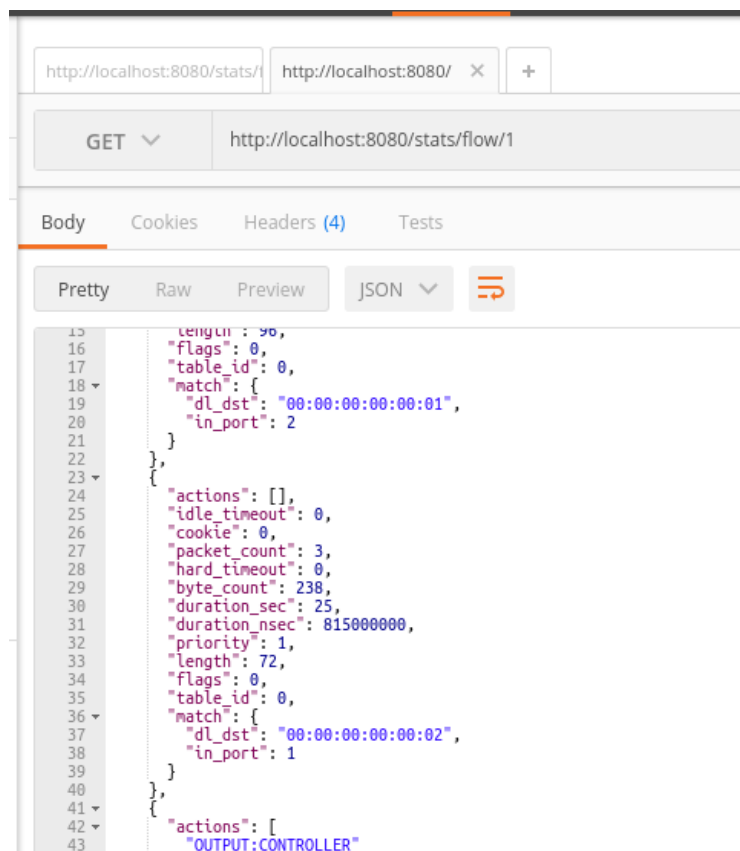 http://localhost:8080/stats/f
http://localhost:8080/
GET
http://localhost:8080/stats/flow/1
Body Cookies Headers (4) Tests
Pretty Raw Preview JSON
15 "length": 96,
16 "flags": 0,
17 "table_id": 0,
18 "match": {
19 "dl_dst": "00:00:00:00:00:01",
20 "in_port": 2
21 }
22 },
23 {
24 "actions": [],
25 "idle_timeout": 0,
26 "cookie": 0,
27 "packet_count": 3,
28 "hard_timeout": 0,
29 "byte_count": 238,
30 "duration_sec": 25,
31 "duration_nsec": 815000000,
32 "priority": 1,
33 "length": 72,
34 "flags": 0,
35 "table_id": 0,
36 "match": {
37 "dl_dst": "00:00:00:00:00:02",
38 "in_port": 1
39 }
40 },
41 {
42 "actions": [
43 "OUTPUT:CONTROLLER"